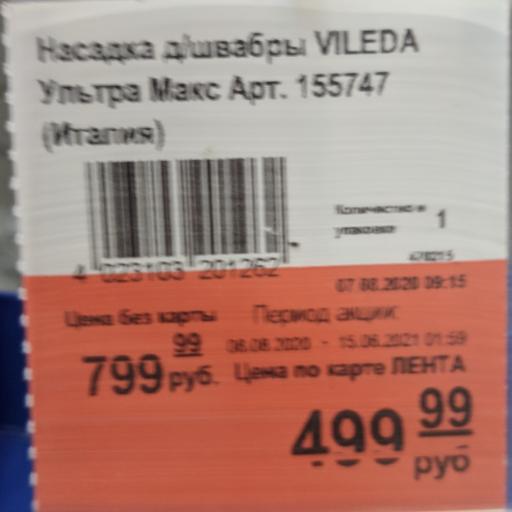 Насадка д/швабры VILEDA
Ультра Макс Арт. 155747
(Италия)
Количество в
упаковке 1
4 023103 201262
07.08.2020 09:15
Цена без карты Период акции:
799 99 руб. 06.08.2020 - 15.06.2021 01:59
Цена по карте ЛЕНТА
499 99
руб